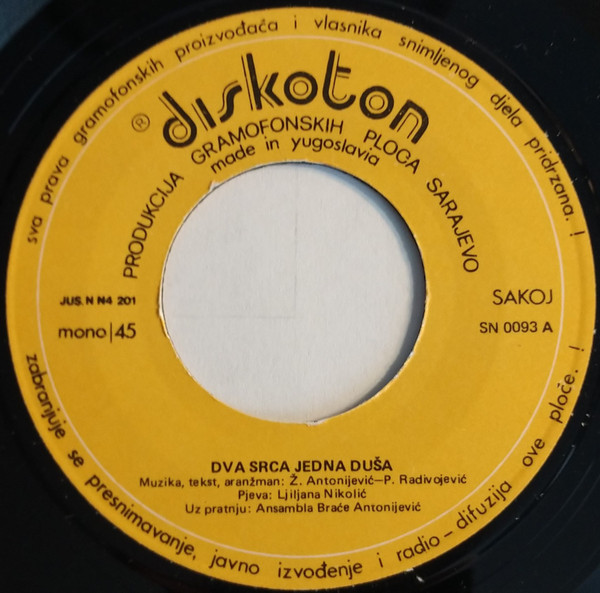 sva prava gramofonskih proizvođača i vlasnika snimljenog djela pridrzana. !
® diskoton
PRODUKCIJA GRAMOFONSKIH PLOCA SARAJEVO
made in yugoslavia
JUS. N N4 201
mono|45
SAKOJ
SN 0093 A
DVA SRCA JEDNA DUŠA
Muzika, tekst, aranžman: Ž. Antonijević—P. Radivojević
Pjeva: Ljiljana Nikolić
Uz pratnju: Ansambla Braće Antonijević
zabranjuje se presnimavanje, javno izvođenje i radio - difuzija ove ploče. !